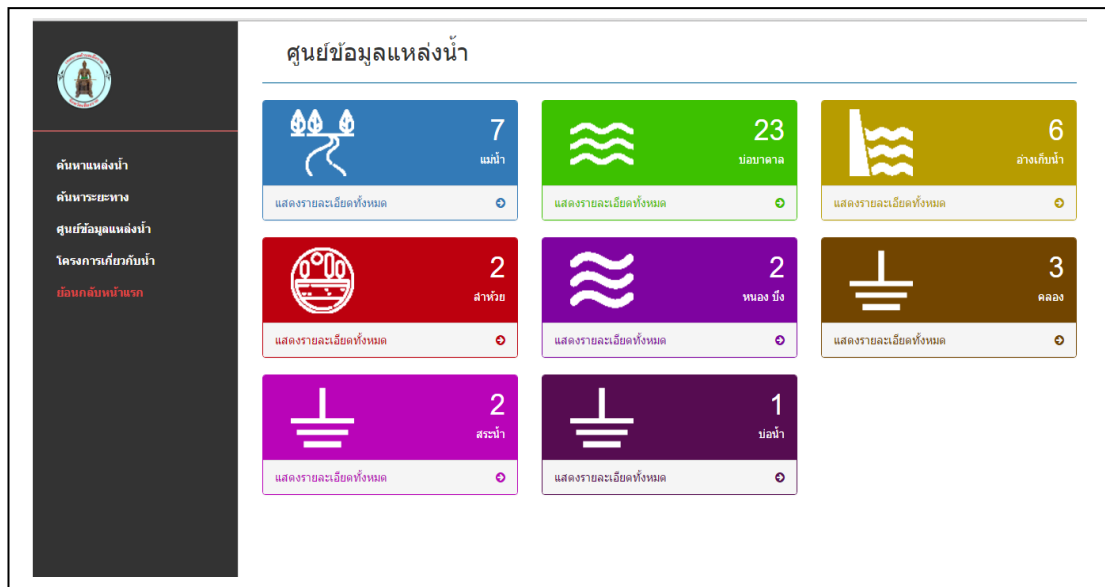 ศูนย์ข้อมูลแหล่งน้ำ
ค้นหาแหล่งน้ำ
ค้นหาระยะทาง
ศูนย์ข้อมูลแหล่งน้ำ
โครงการเกี่ยวกับน้ำ
ย้อนกลับหน้าแรก
7
แม่น้ำ
แสดงรายละเอียดทั้งหมด
23
บ่อบาดาล
แสดงรายละเอียดทั้งหมด
6
อ่างเก็บน้ำ
แสดงรายละเอียดทั้งหมด
2
ลำห้วย
แสดงรายละเอียดทั้งหมด
2
หนอง บึง
แสดงรายละเอียดทั้งหมด
3
คลอง
แสดงรายละเอียดทั้งหมด
2
สระน้ำ
แสดงรายละเอียดทั้งหมด
1
บ่อน้ำ
แสดงรายละเอียดทั้งหมด